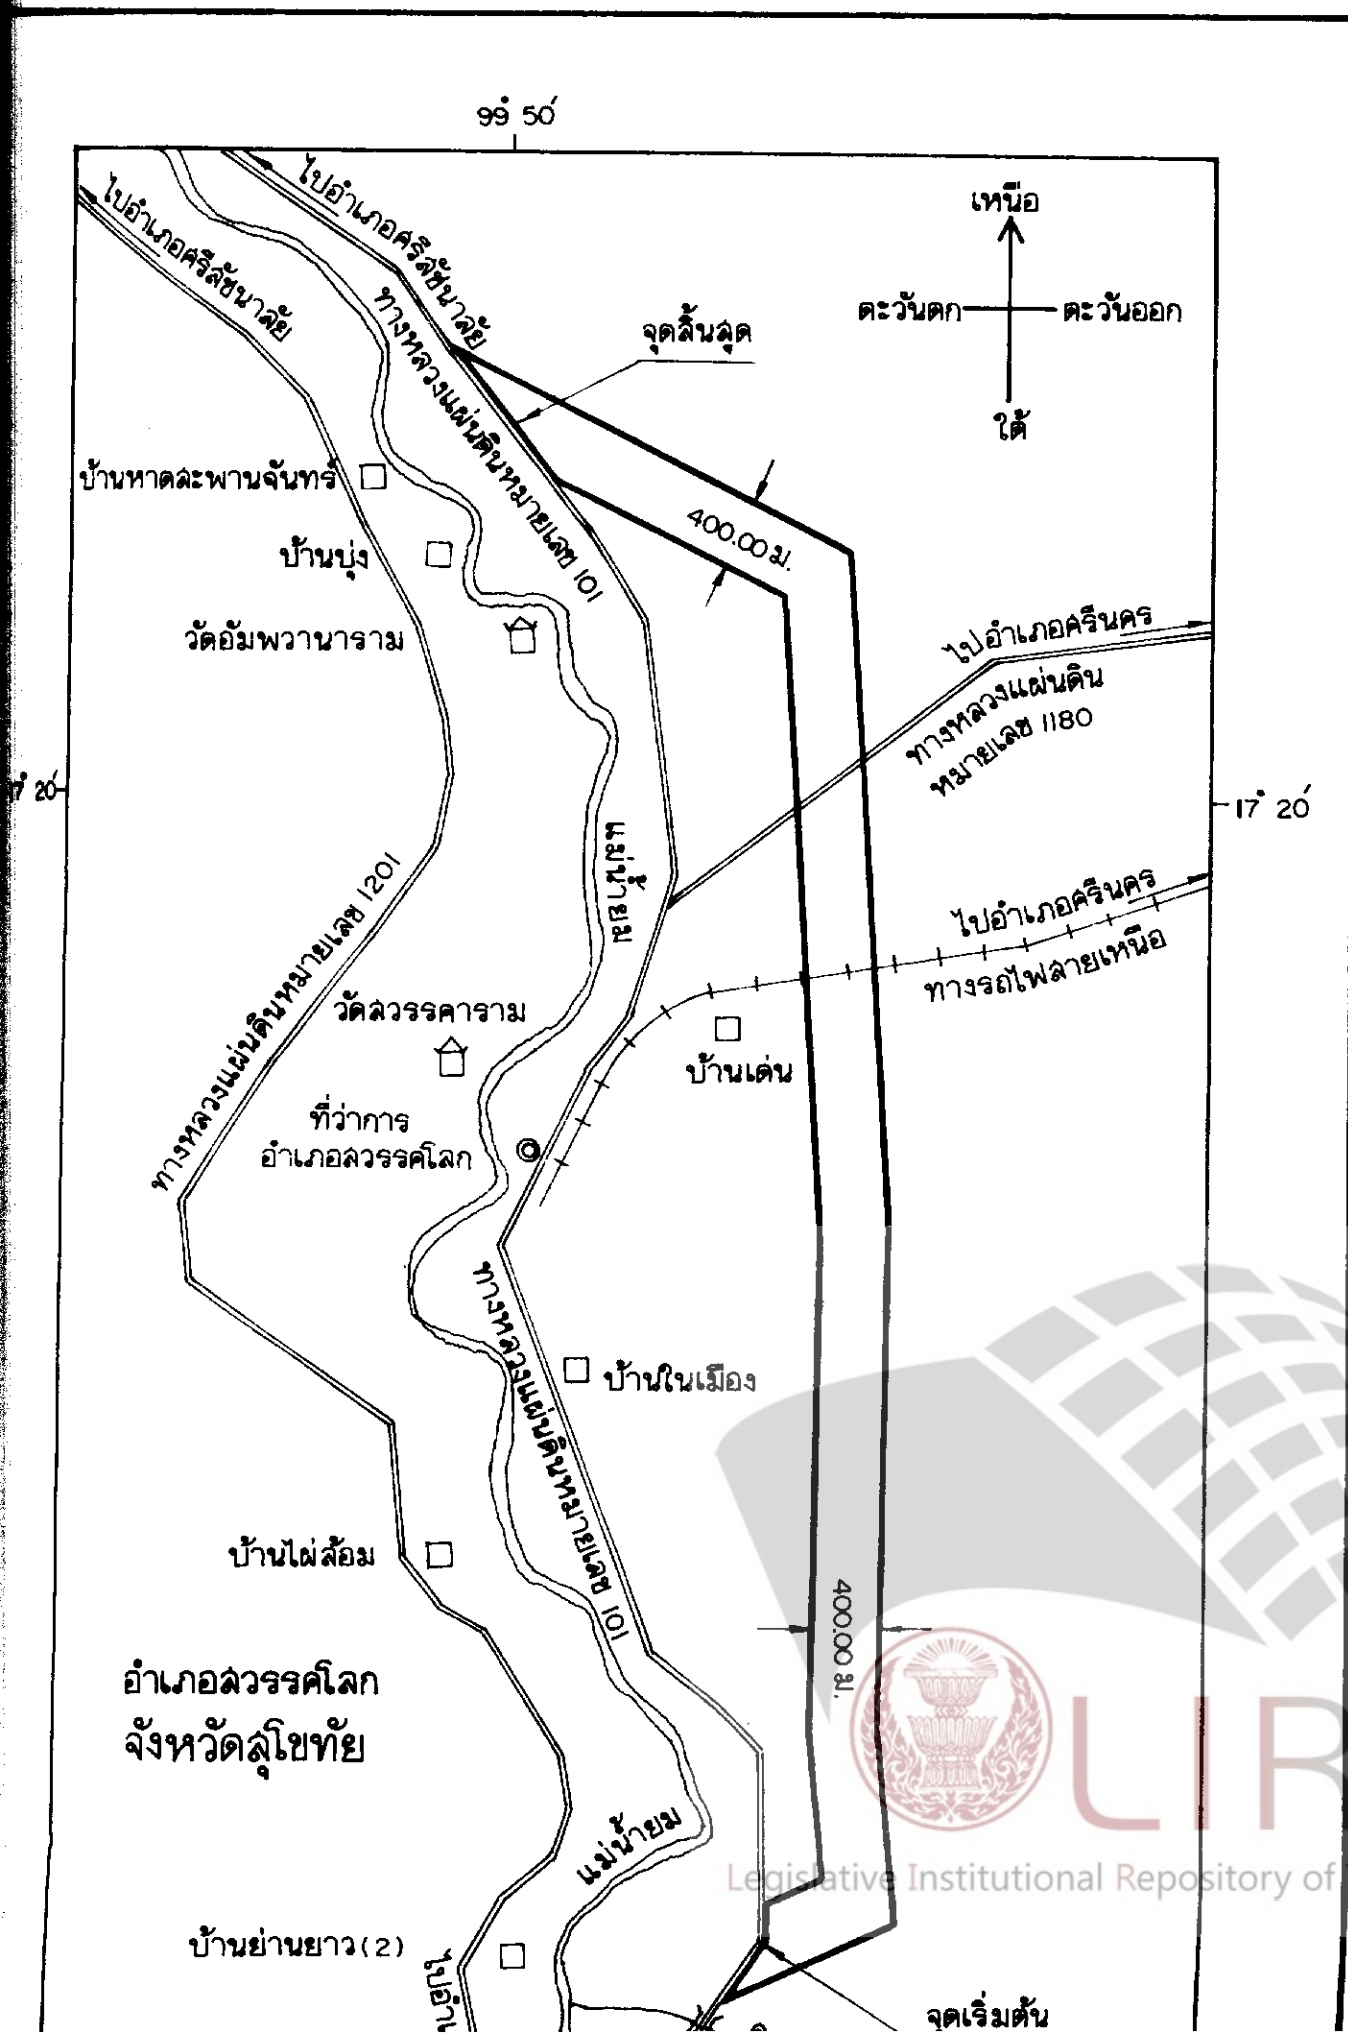 99° 50′
ไปอำเภอศรีสัชนาลัย
ไปอำเภอศรีสัชนาลัย
เหนือ
ตะวันตก
ตะวันออก
ใต้
จุดสิ้นสุด
ทางหลวงแผ่นดินหมายเลข 101
บ้านหาดสะพานจันทร์
400.00 ม.
บ้านบุ่ง
วัดอัมพวานาราม
ไปอำเภอศรีนคร
ทางหลวงแผ่นดิน
หมายเลข 1180
7° 20′
17° 20′
แม่น้ำยม
ทางหลวงแผ่นดินหมายเลข 1201
ไปอำเภอศรีนคร
ทางรถไฟสายเหนือ
วัดสวรรคาราม
บ้านเด่น
ที่ว่าการ
อำเภอสวรรคโลก
ทางหลวงแผ่นดินหมายเลข 101
บ้านในเมือง
บ้านไผ่ล้อม
400.00 ม.
อำเภอสวรรคโลก
จังหวัดสุโขทัย
LIR
แม่น้ำยม
Legislative Institutional Repository of
บ้านย่านยาว(2)
ไปอำเ
จุดเริ่มต้น